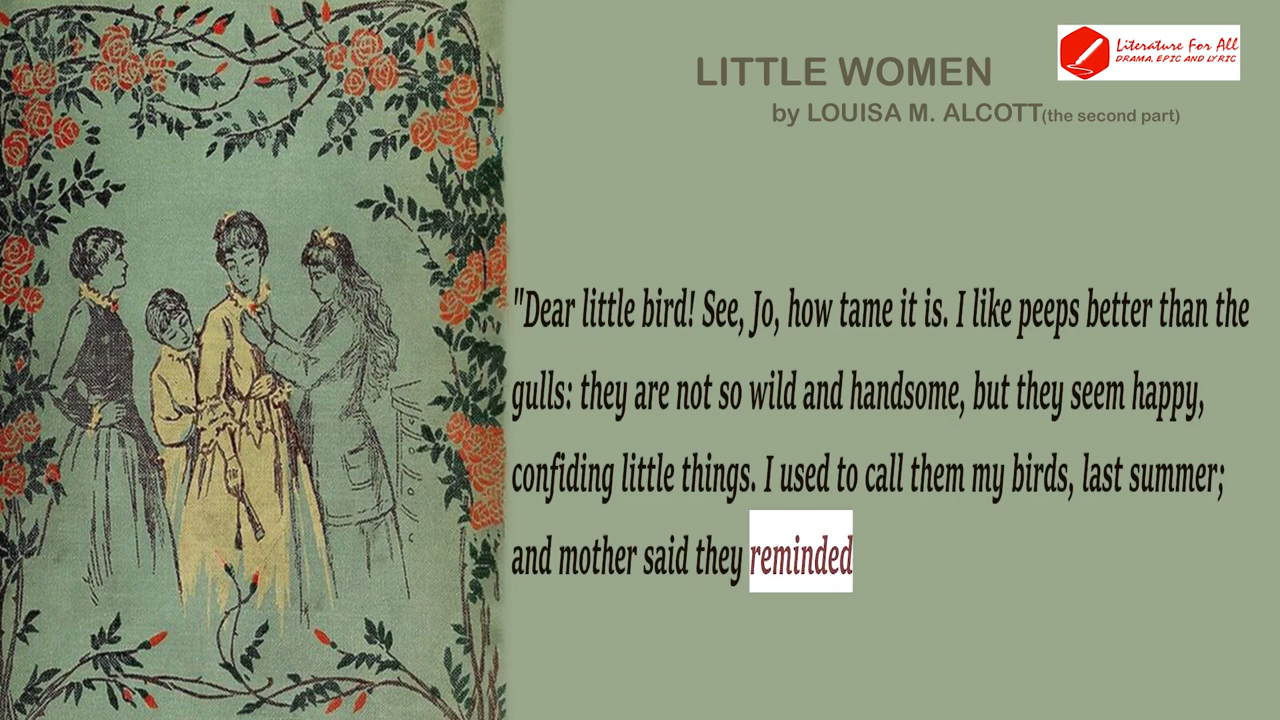 LITTLE WOMEN
by LOUISA M. ALCOTT(the second part)
Literature For All
DRAMA, EPIC AND LYRIC
"Dear little bird! See, Jo, how tame it is. I like peeps better than the
gulls: they are not so wild and handsome, but they seem happy,
confiding little things. I used to call them my birds, last summer;
and mother said they reminded